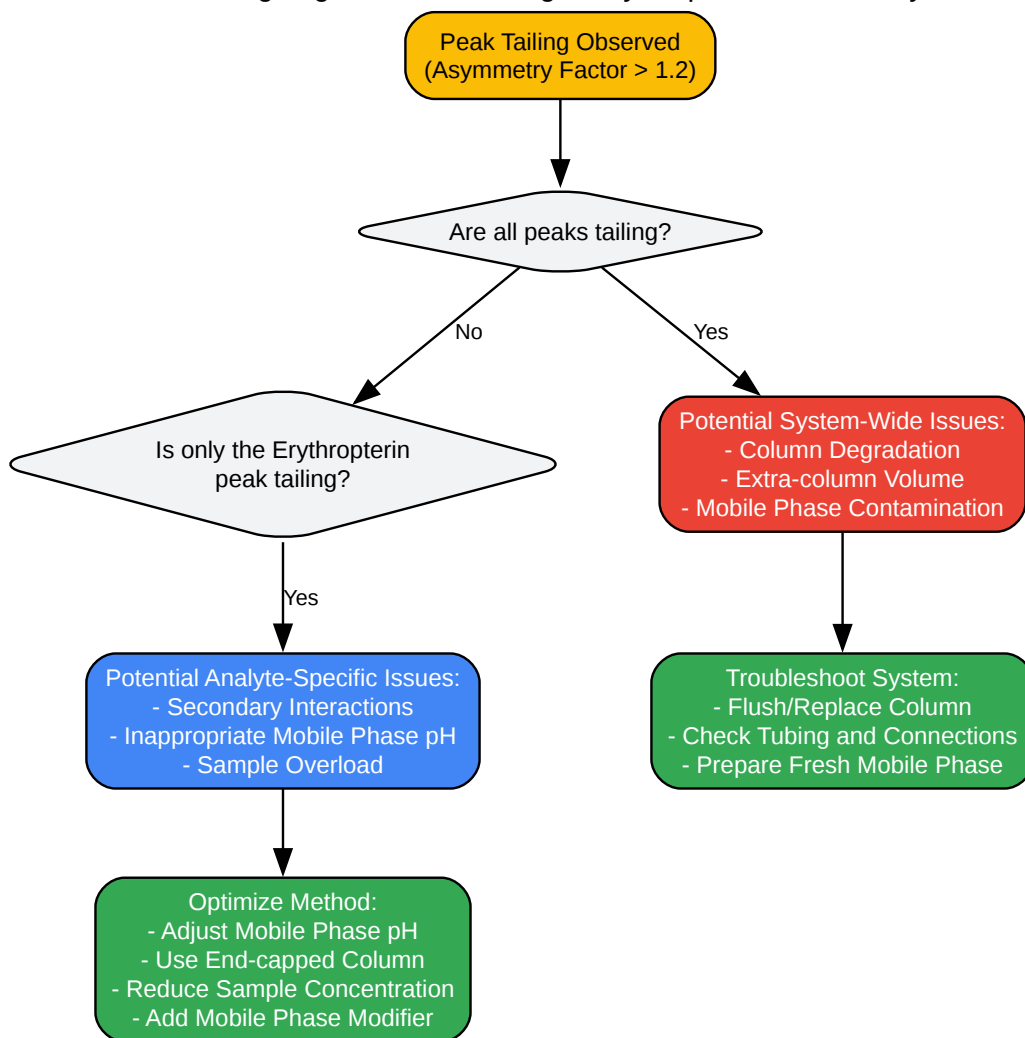 Peak Tailing Observed
(Asymmetry Factor > 1.2)
Are all peaks tailing?
No
Yes
Is only the Erythropterin
peak tailing?
Potential System-Wide Issues:
- Column Degradation
- Extra-column Volume
- Mobile Phase Contamination
Yes
Potential Analyte-Specific Issues:
- Secondary Interactions
- Inappropriate Mobile Phase pH
- Sample Overload
Troubleshoot System:
- Flush/Replace Column
- Check Tubing and Connections
- Prepare Fresh Mobile Phase
Optimize Method:
- Adjust Mobile Phase pH
- Use End-capped Column
- Reduce Sample Concentration
- Add Mobile Phase Modifier